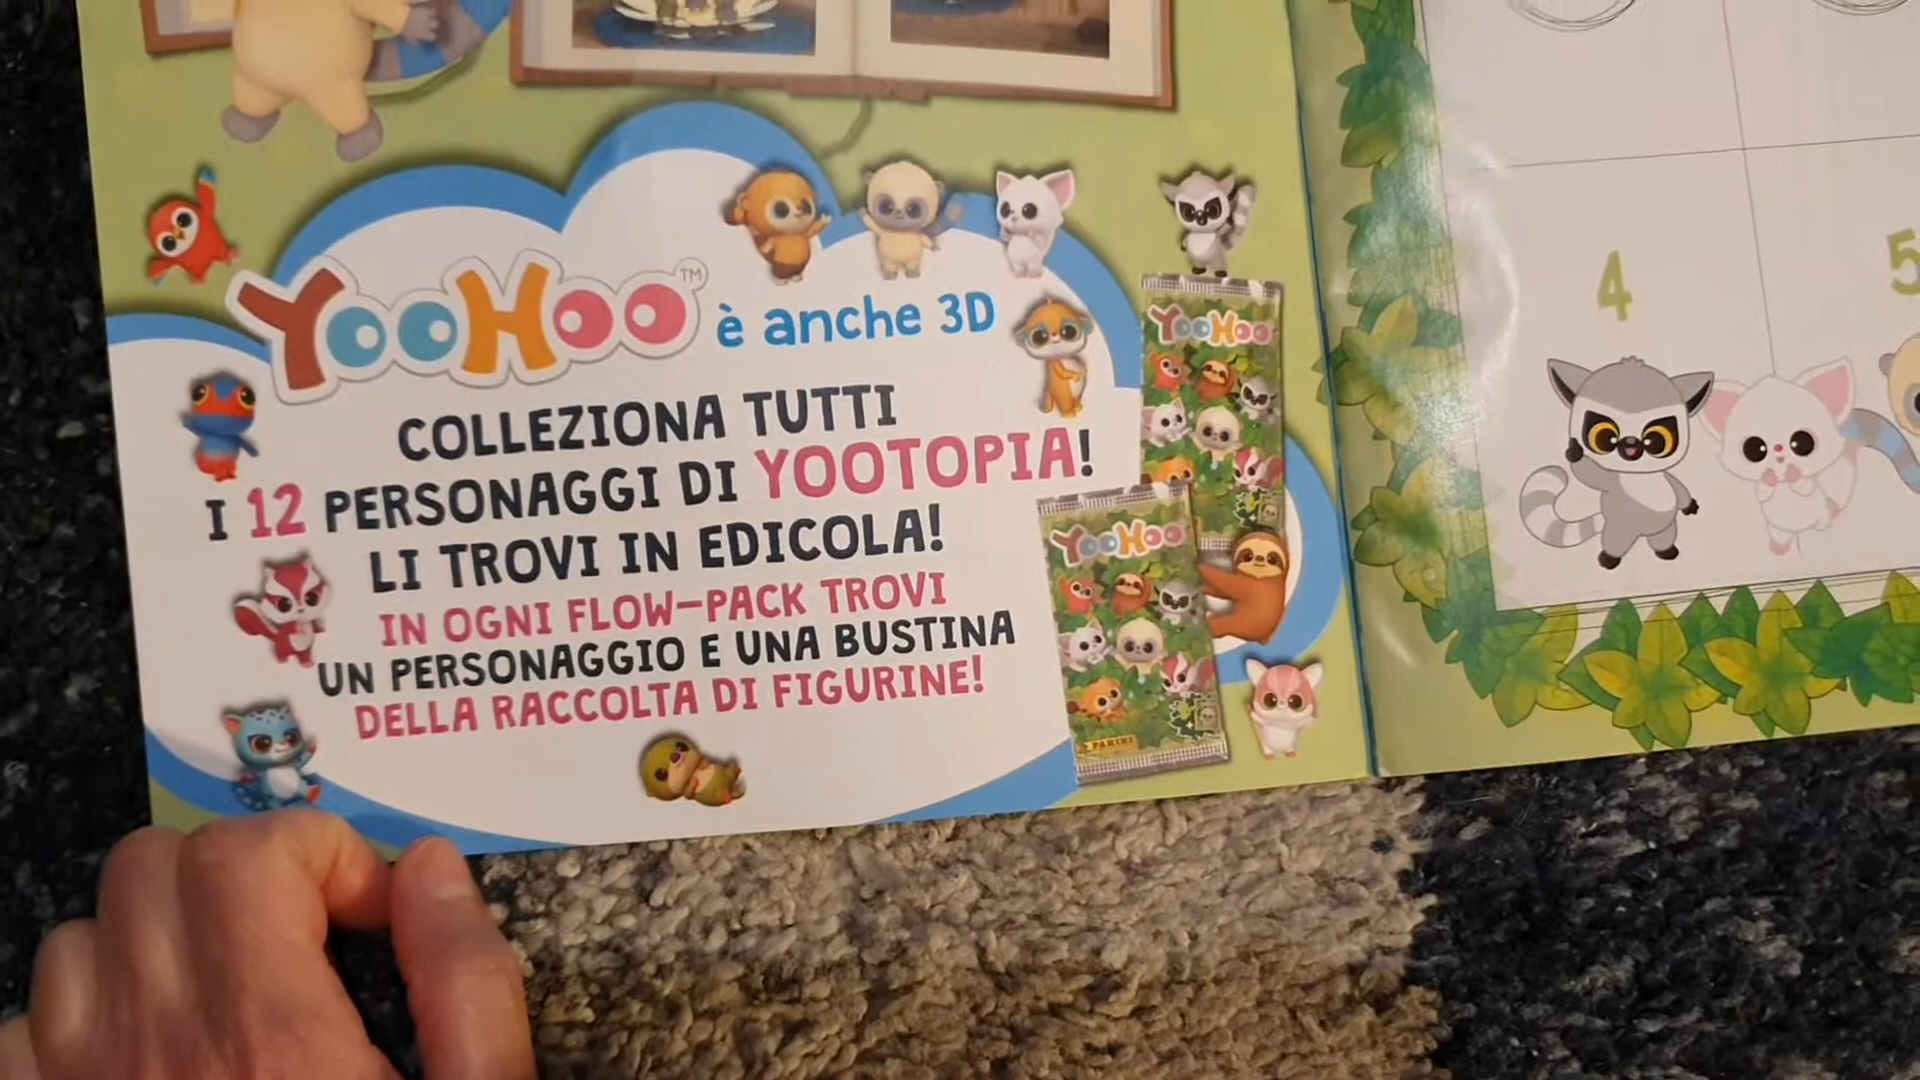 YooHoo™ è anche 3D
COLLEZIONA TUTTI
I 12 PERSONAGGI DI YOOTOPIA!
LI TROVI IN EDICOLA!
IN OGNI FLOW-PACK TROVI
UN PERSONAGGIO E UNA BUSTINA
DELLA RACCOLTA DI FIGURINE!
YooHoo
YooHoo
PANINI
4
5